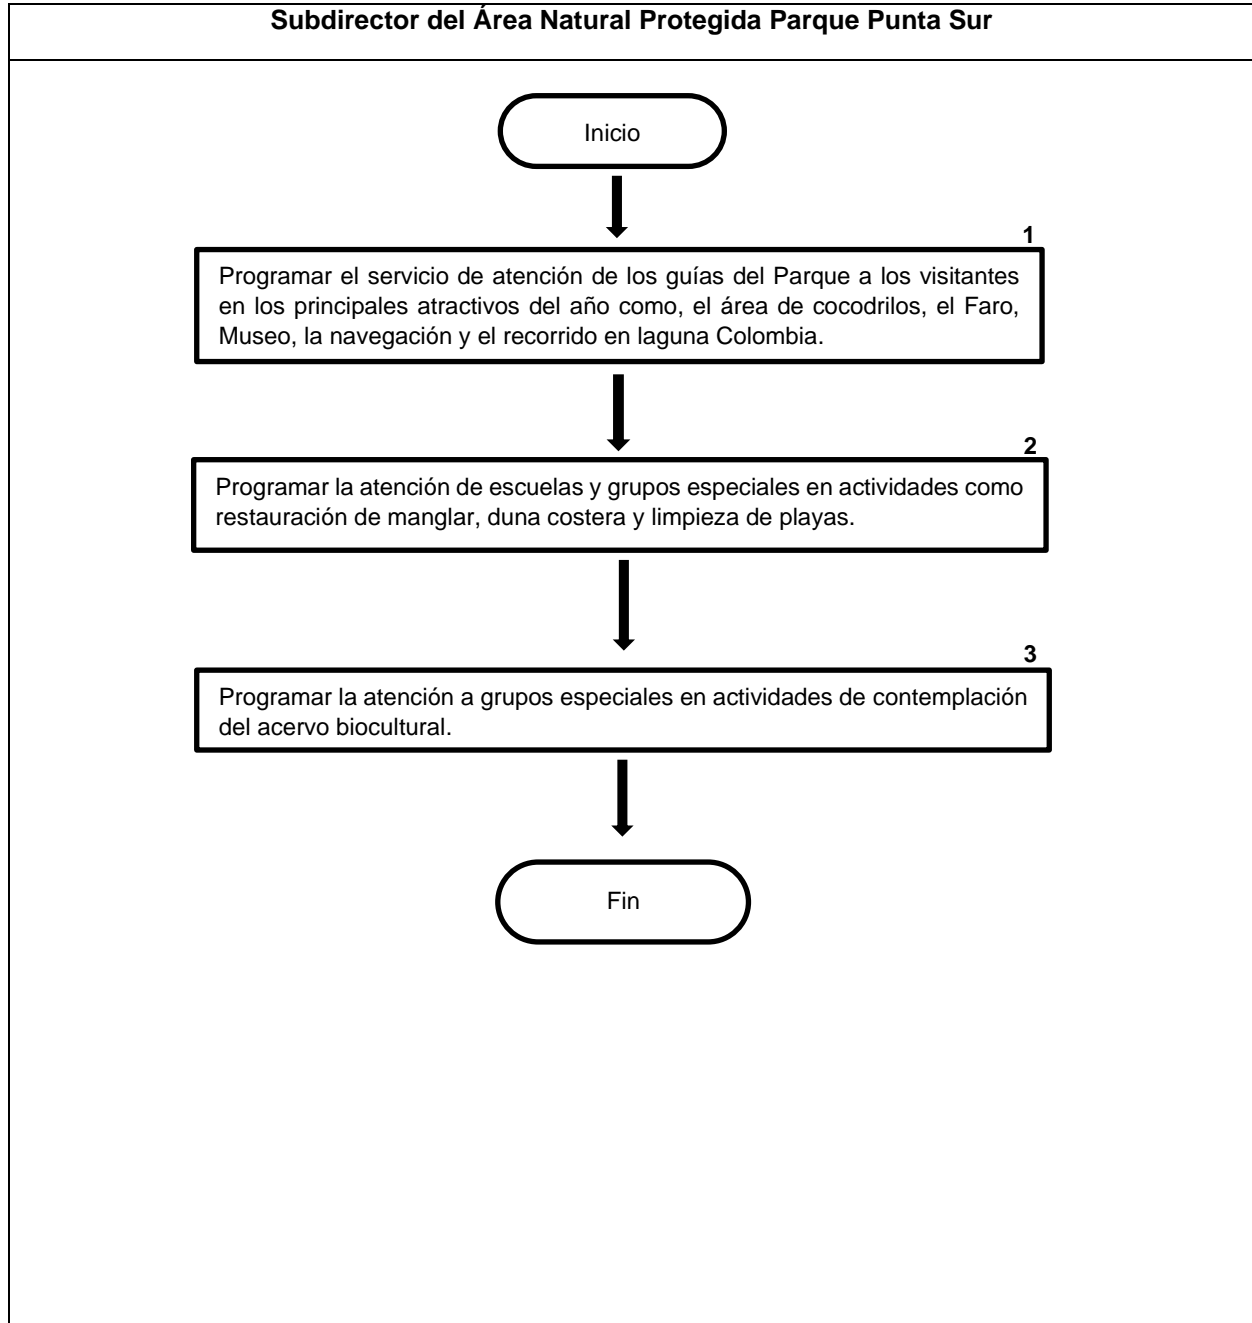 Subdirector del Área Natural Protegida Parque Punta Sur
Inicio
1
Programar el servicio de atención de los guías del Parque a los visitantes
en los principales atractivos del año como, el área de cocodrilos, el Faro,
Museo, la navegación y el recorrido en laguna Colombia.
2
Programar la atención de escuelas y grupos especiales en actividades como
restauración de manglar, duna costera y limpieza de playas.
3
Programar la atención a grupos especiales en actividades de contemplación
del acervo biocultural.
Fin